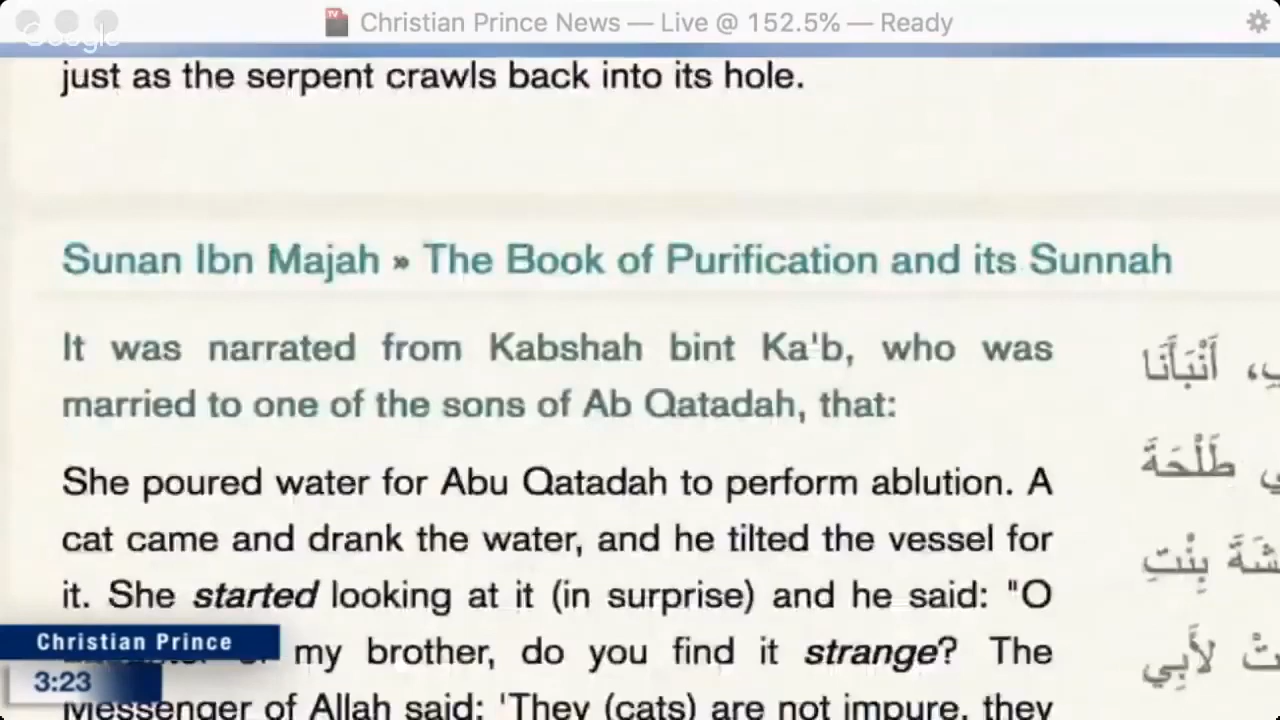 Christian Prince News — Live @ 152.5% — Ready
Google
just as the serpent crawls back into its hole.
Sunan Ibn Majah » The Book of Purification and its Sunnah
It was narrated from Kabshah bint Ka'b, who was
married to one of the sons of Ab Qatadah, that:
She poured water for Abu Qatadah to perform ablution. A
cat came and drank the water, and he tilted the vessel for
it. She started looking at it (in surprise) and he said: "O
my brother, do you find it strange? The
Messenger of Allah said: 'They (cats) are not impure, they
أَنْبَأَنَا
طَلْحَةَ
بِنْتِ
لأَبِي
Christian Prince
3:23